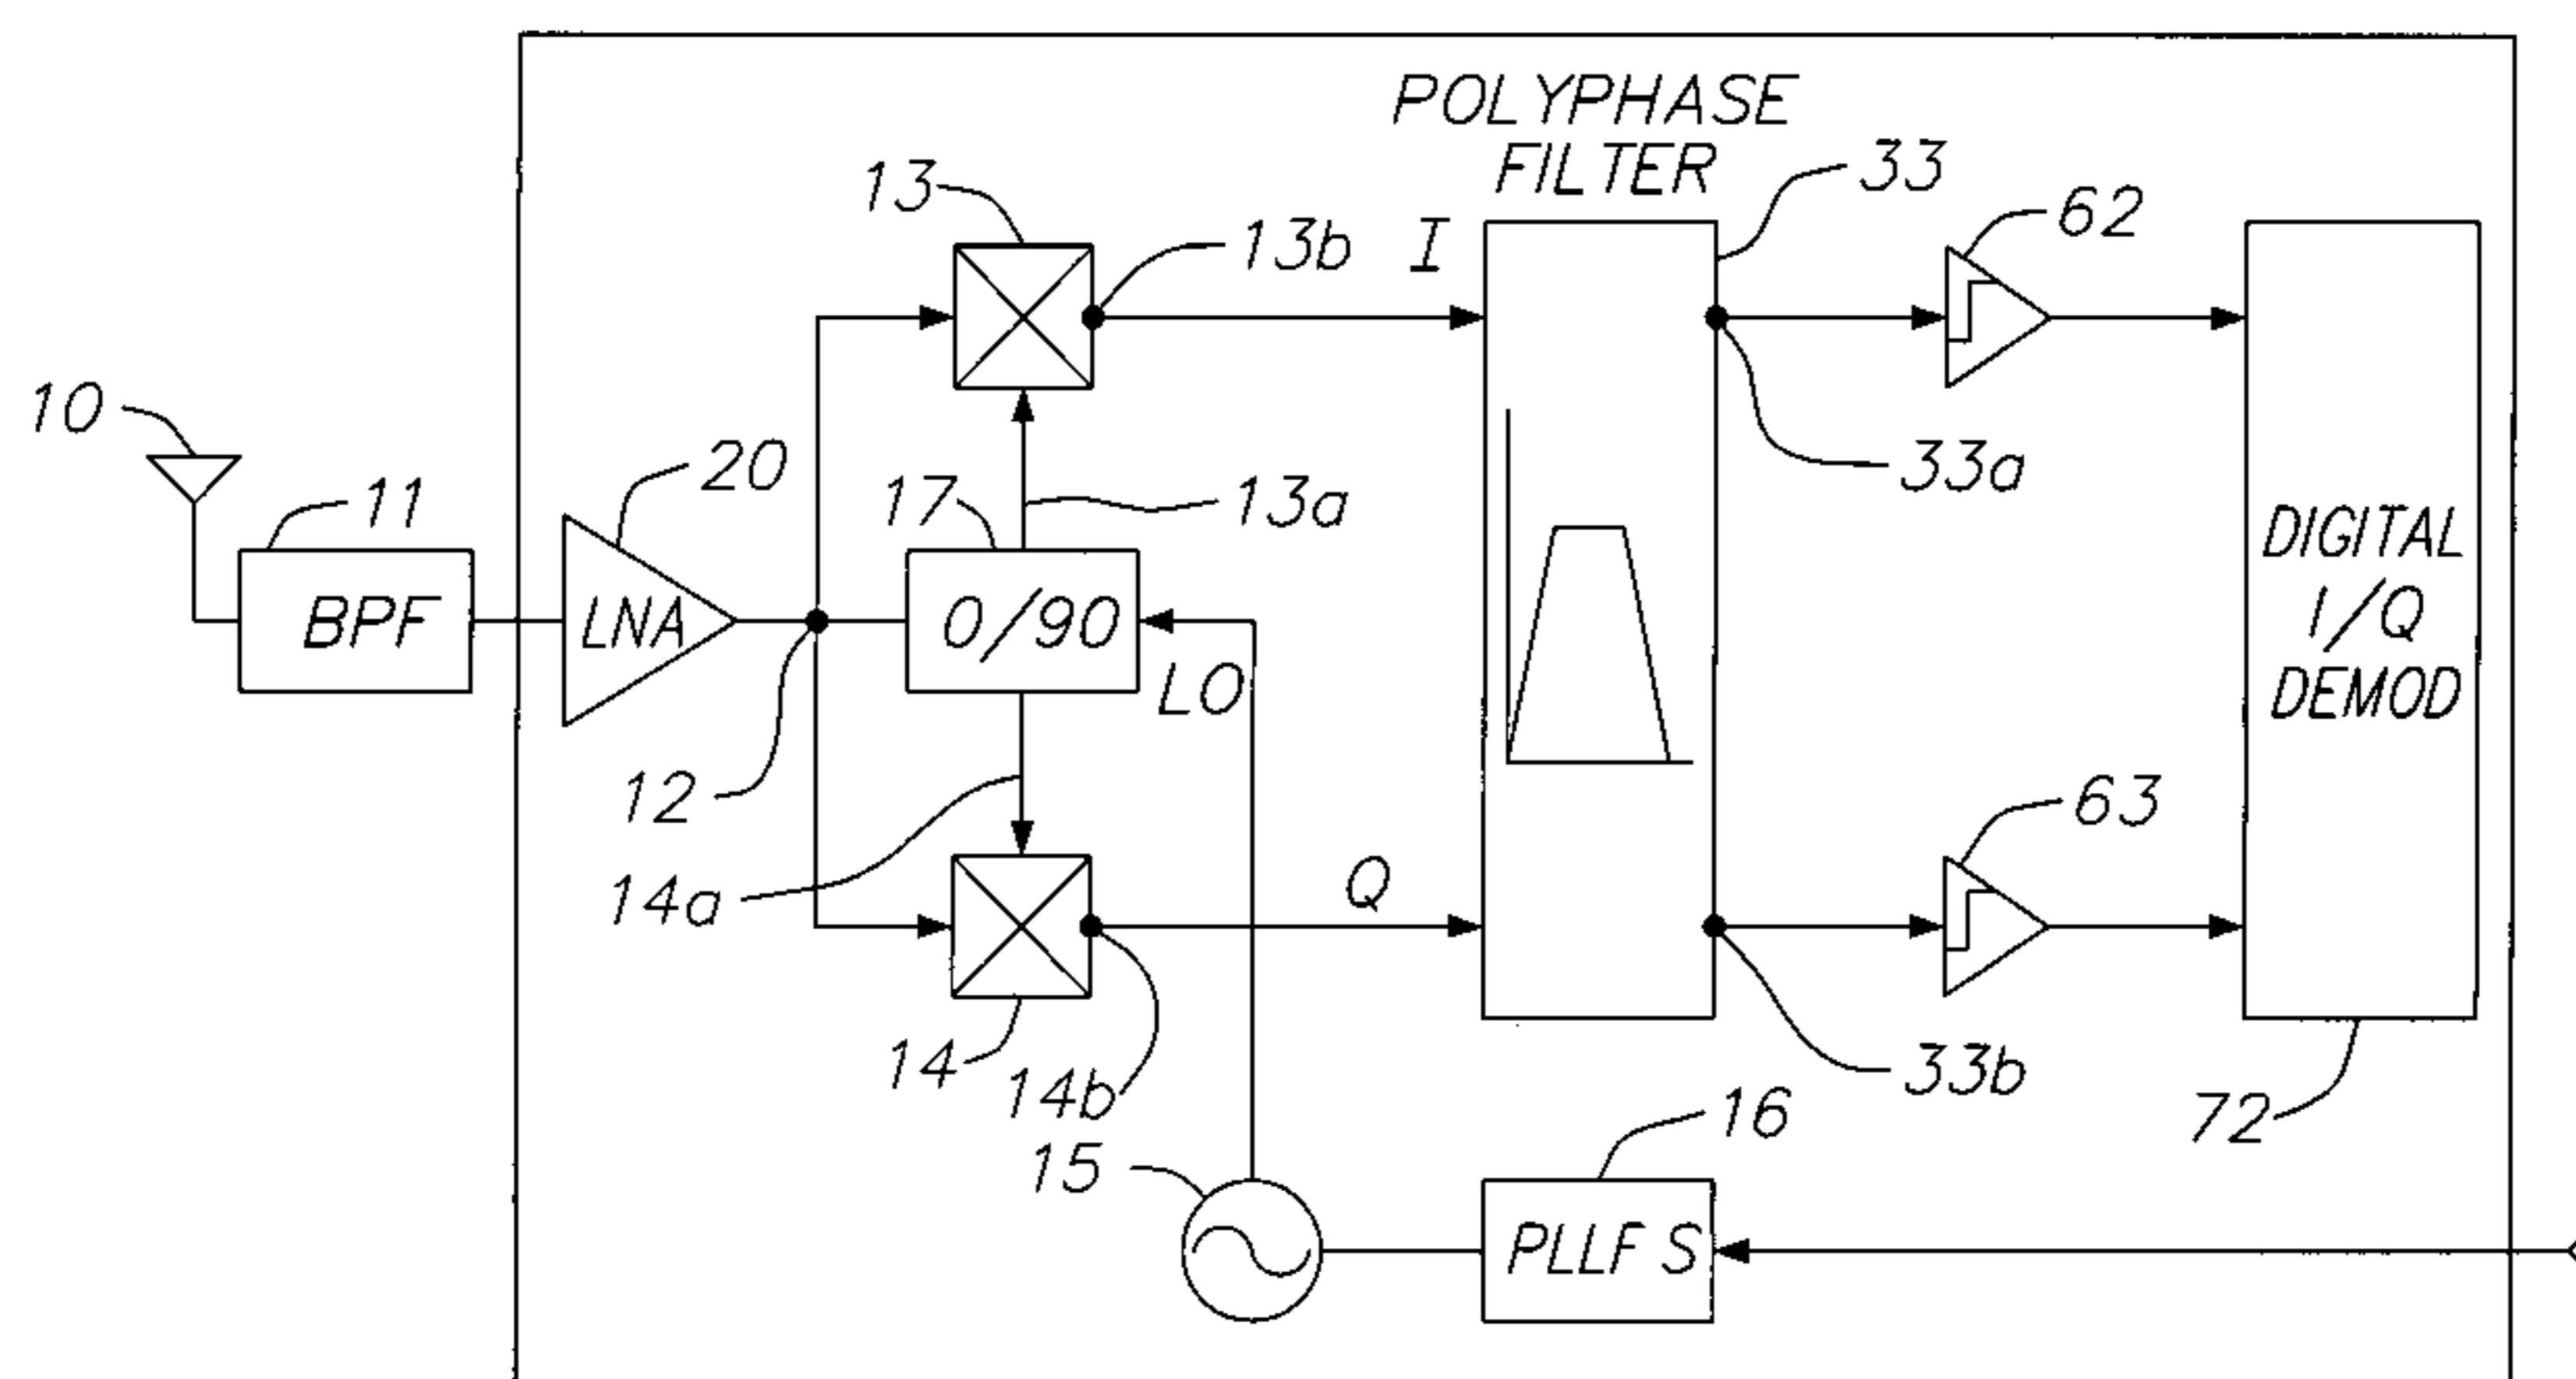 POLYPHASE
FILTER
13
13b
I
33
62
10
11
20
17
13a
33a
BPF
LNA
0/90
LO
DIGITAL
I/Q
DEMOD
12
14a
Q
63
14
14b
33b
72
15
16
PLLF S